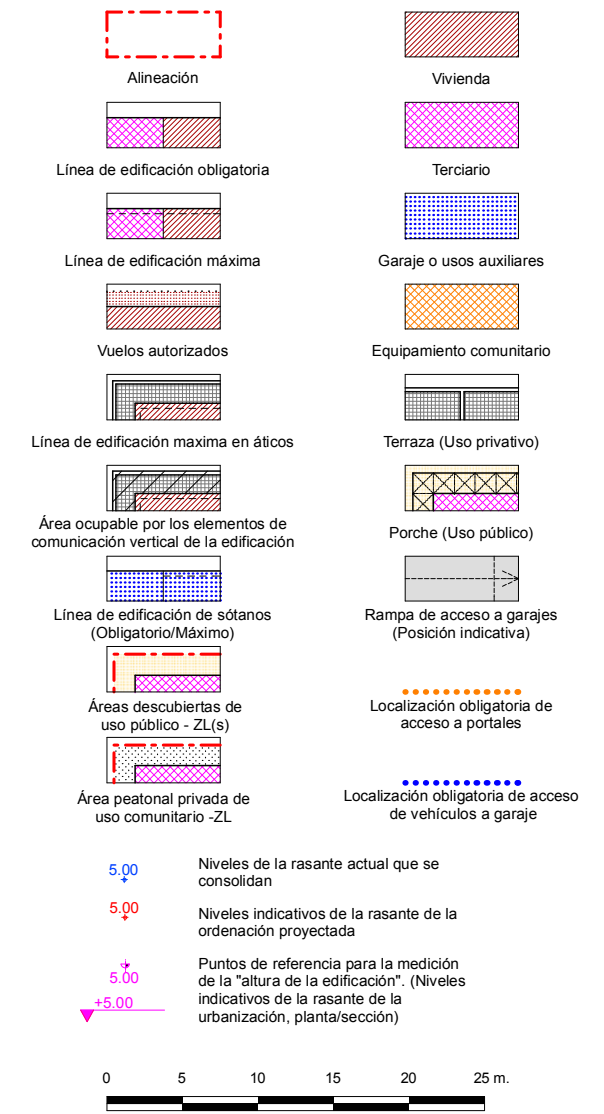 Alineación
Vivienda
Línea de edificación obligatoria
Terciario
Línea de edificación máxima
Garaje o usos auxiliares
Vuelos autorizados
Equipamiento comunitario
Línea de edificación maxima en áticos
Terraza (Uso privativo)
Área ocupable por los elementos de
comunicación vertical de la edificación
Porche (Uso público)
Línea de edificación de sótanos
(Obligatorio/Máximo)
Rampa de acceso a garajes
(Posición indicativa)
Áreas descubiertas de
uso público - ZL(s)
Localización obligatoria de
acceso a portales
Área peatonal privada de
uso comunitario -ZL
Localización obligatoria de acceso
de vehículos a garaje
5.00
Niveles de la rasante actual que se
consolidan
5.00
Niveles indicativos de la rasante de la
ordenación proyectada
5.00
+5.00
Puntos de referencia para la medición
de la "altura de la edificación". (Niveles
indicativos de la rasante de la
urbanización, planta/sección)
0 5 10 15 20 25 m.